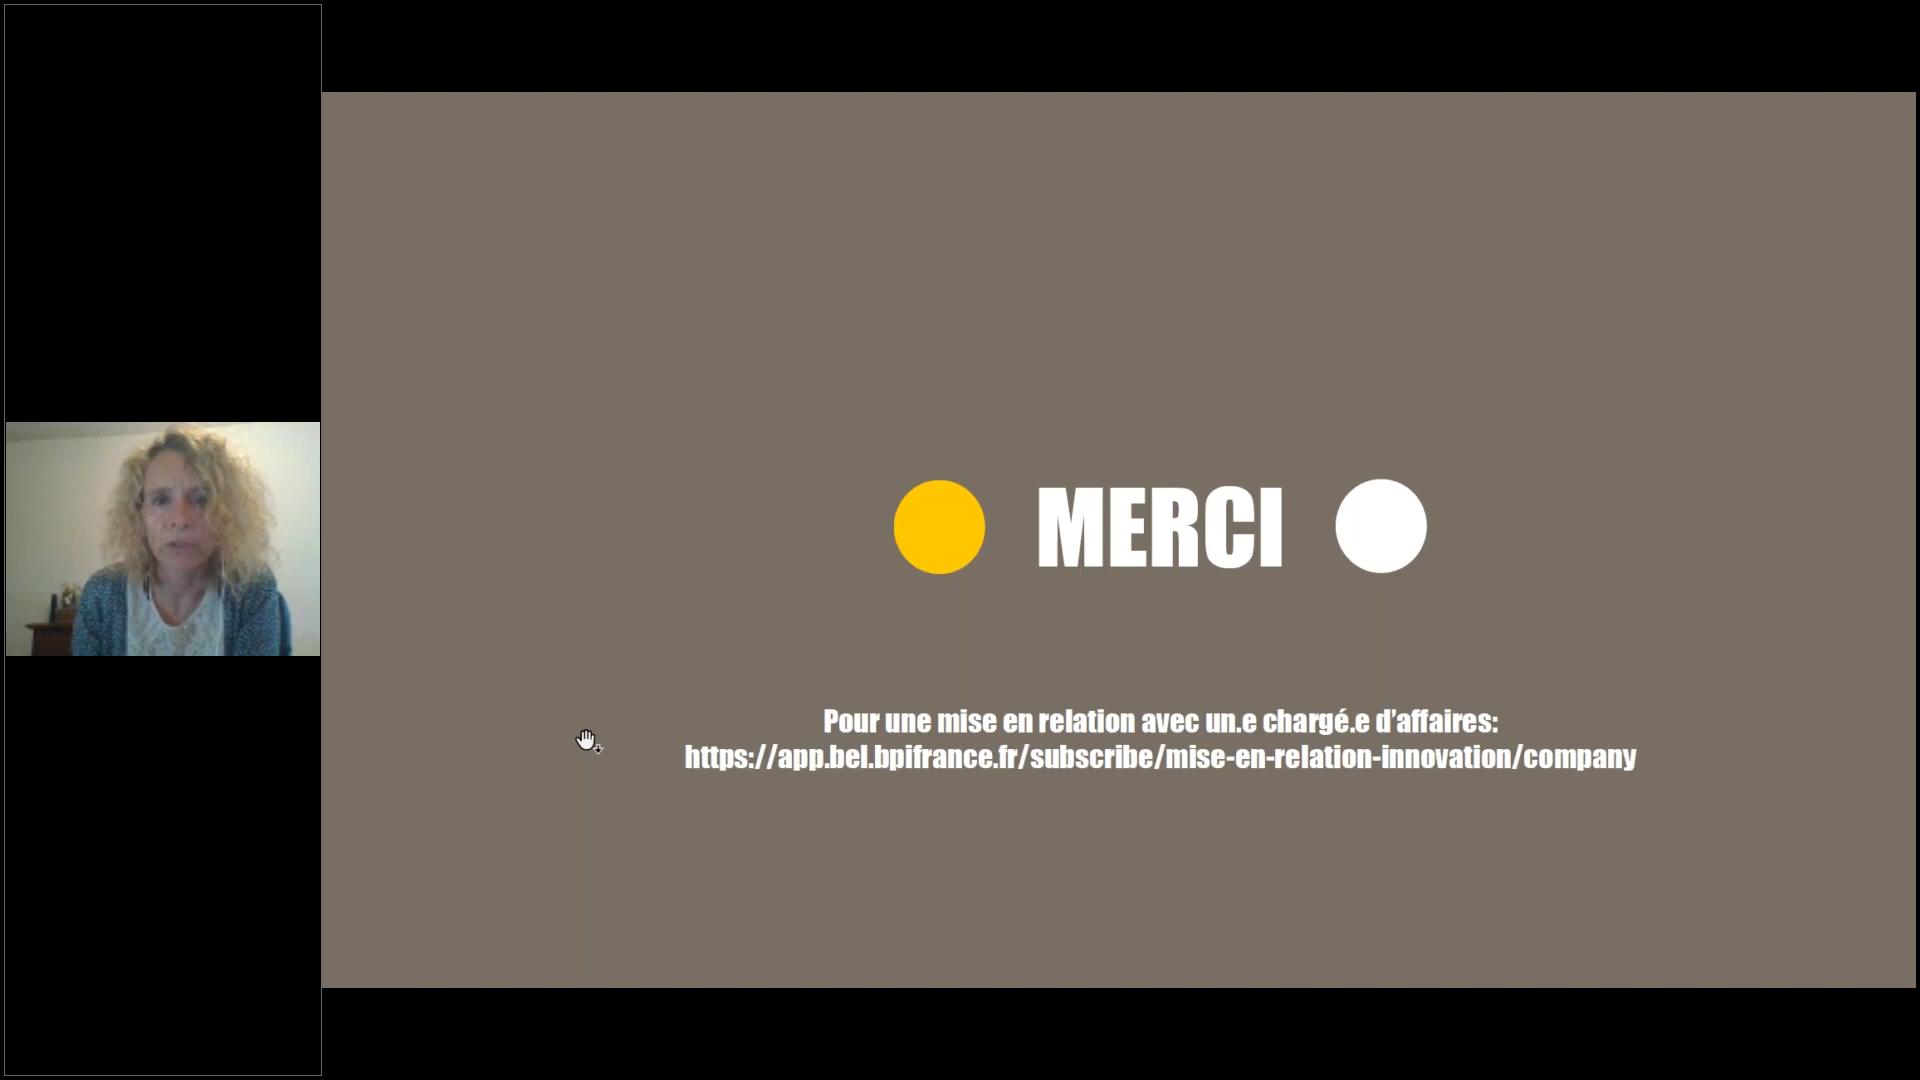 MERCI
Pour une mise en relation avec un.e chargé.e d’affaires:
https://app.bel.bpifrance.fr/subscribe/mise-en-relation-innovation/company